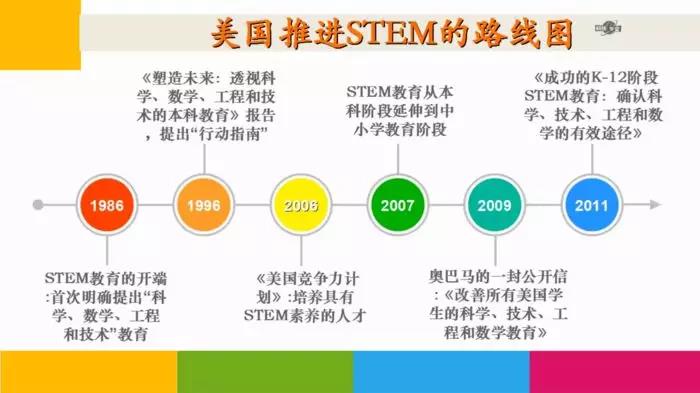 美国推进STEM的路线图
《塑造未来：透视科
学、数学、工程和技
术的本科教育》报告
，提出“行动指南”
STEM教育从本
科阶段延伸到中
小学教育阶段
《成功的K-12阶段
STEM教育：确认科
学、技术、工程和数
学的有效途径》
1986
1996
2006
2007
2009
2011
STEM教育的开端
:首次明确提出“科
学、数学、工程
和技术”教育
《美国竞争力计
划》:培养具有
STEM素养的人才
奥巴马的一封公开信
:《改善所有美国学
生的科学、技术、工
程和数学教育》